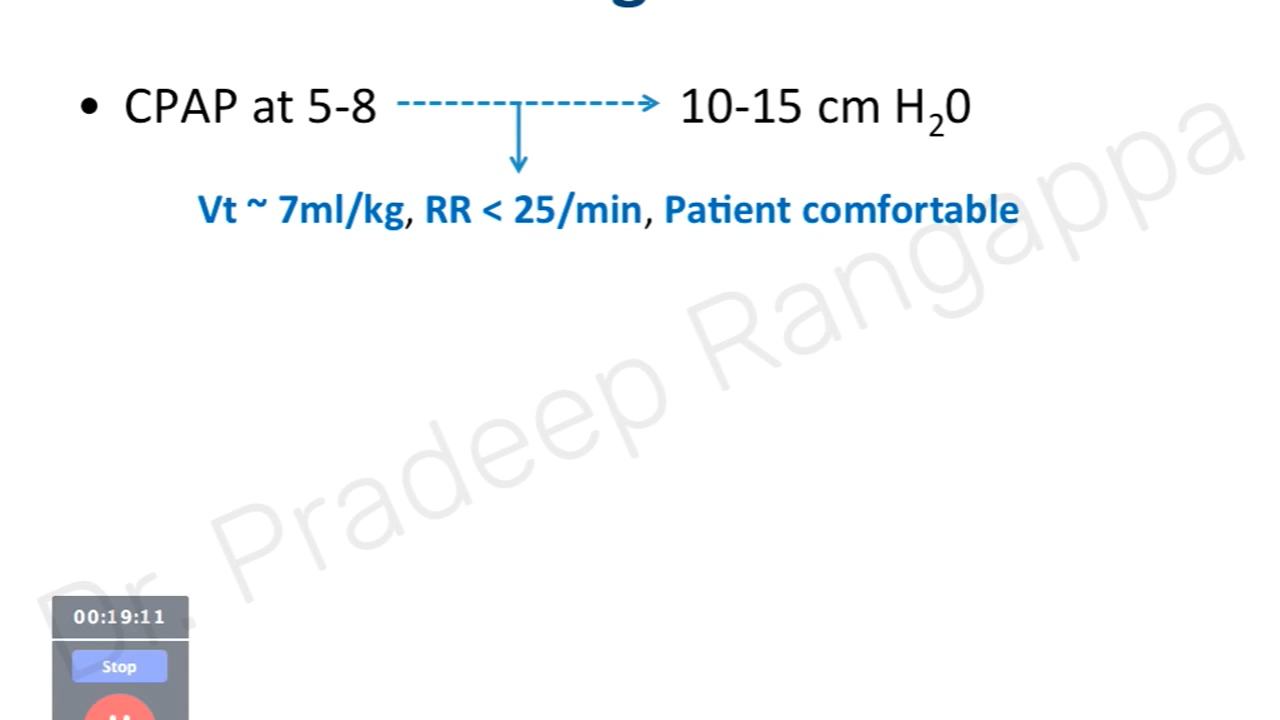 • CPAP at 5-8 10-15 cm H₂0
Vt ~ 7ml/kg, RR < 25/min, Patient comfortable
Dr. Pradeep Rangappa
00:19:11
Stop